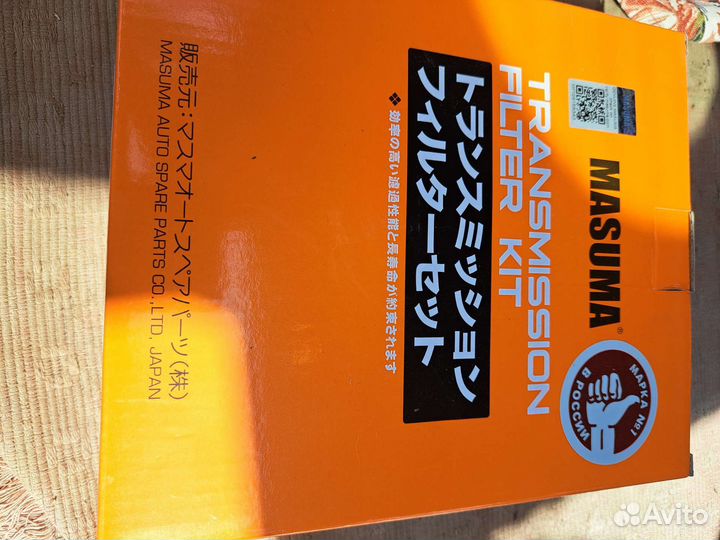 MASUMA®
МАРКА №1
В РОССИИ
TRANSMISSION
FILTER KIT
トランスミッション
フィルターセット
❖ 効率の高い濾過性能と長寿命が約束されます
販売元:マスマオートスペアパーツ(株)
MASUMA AUTO SPARE PARTS CO.,LTD, JAPAN
Avito